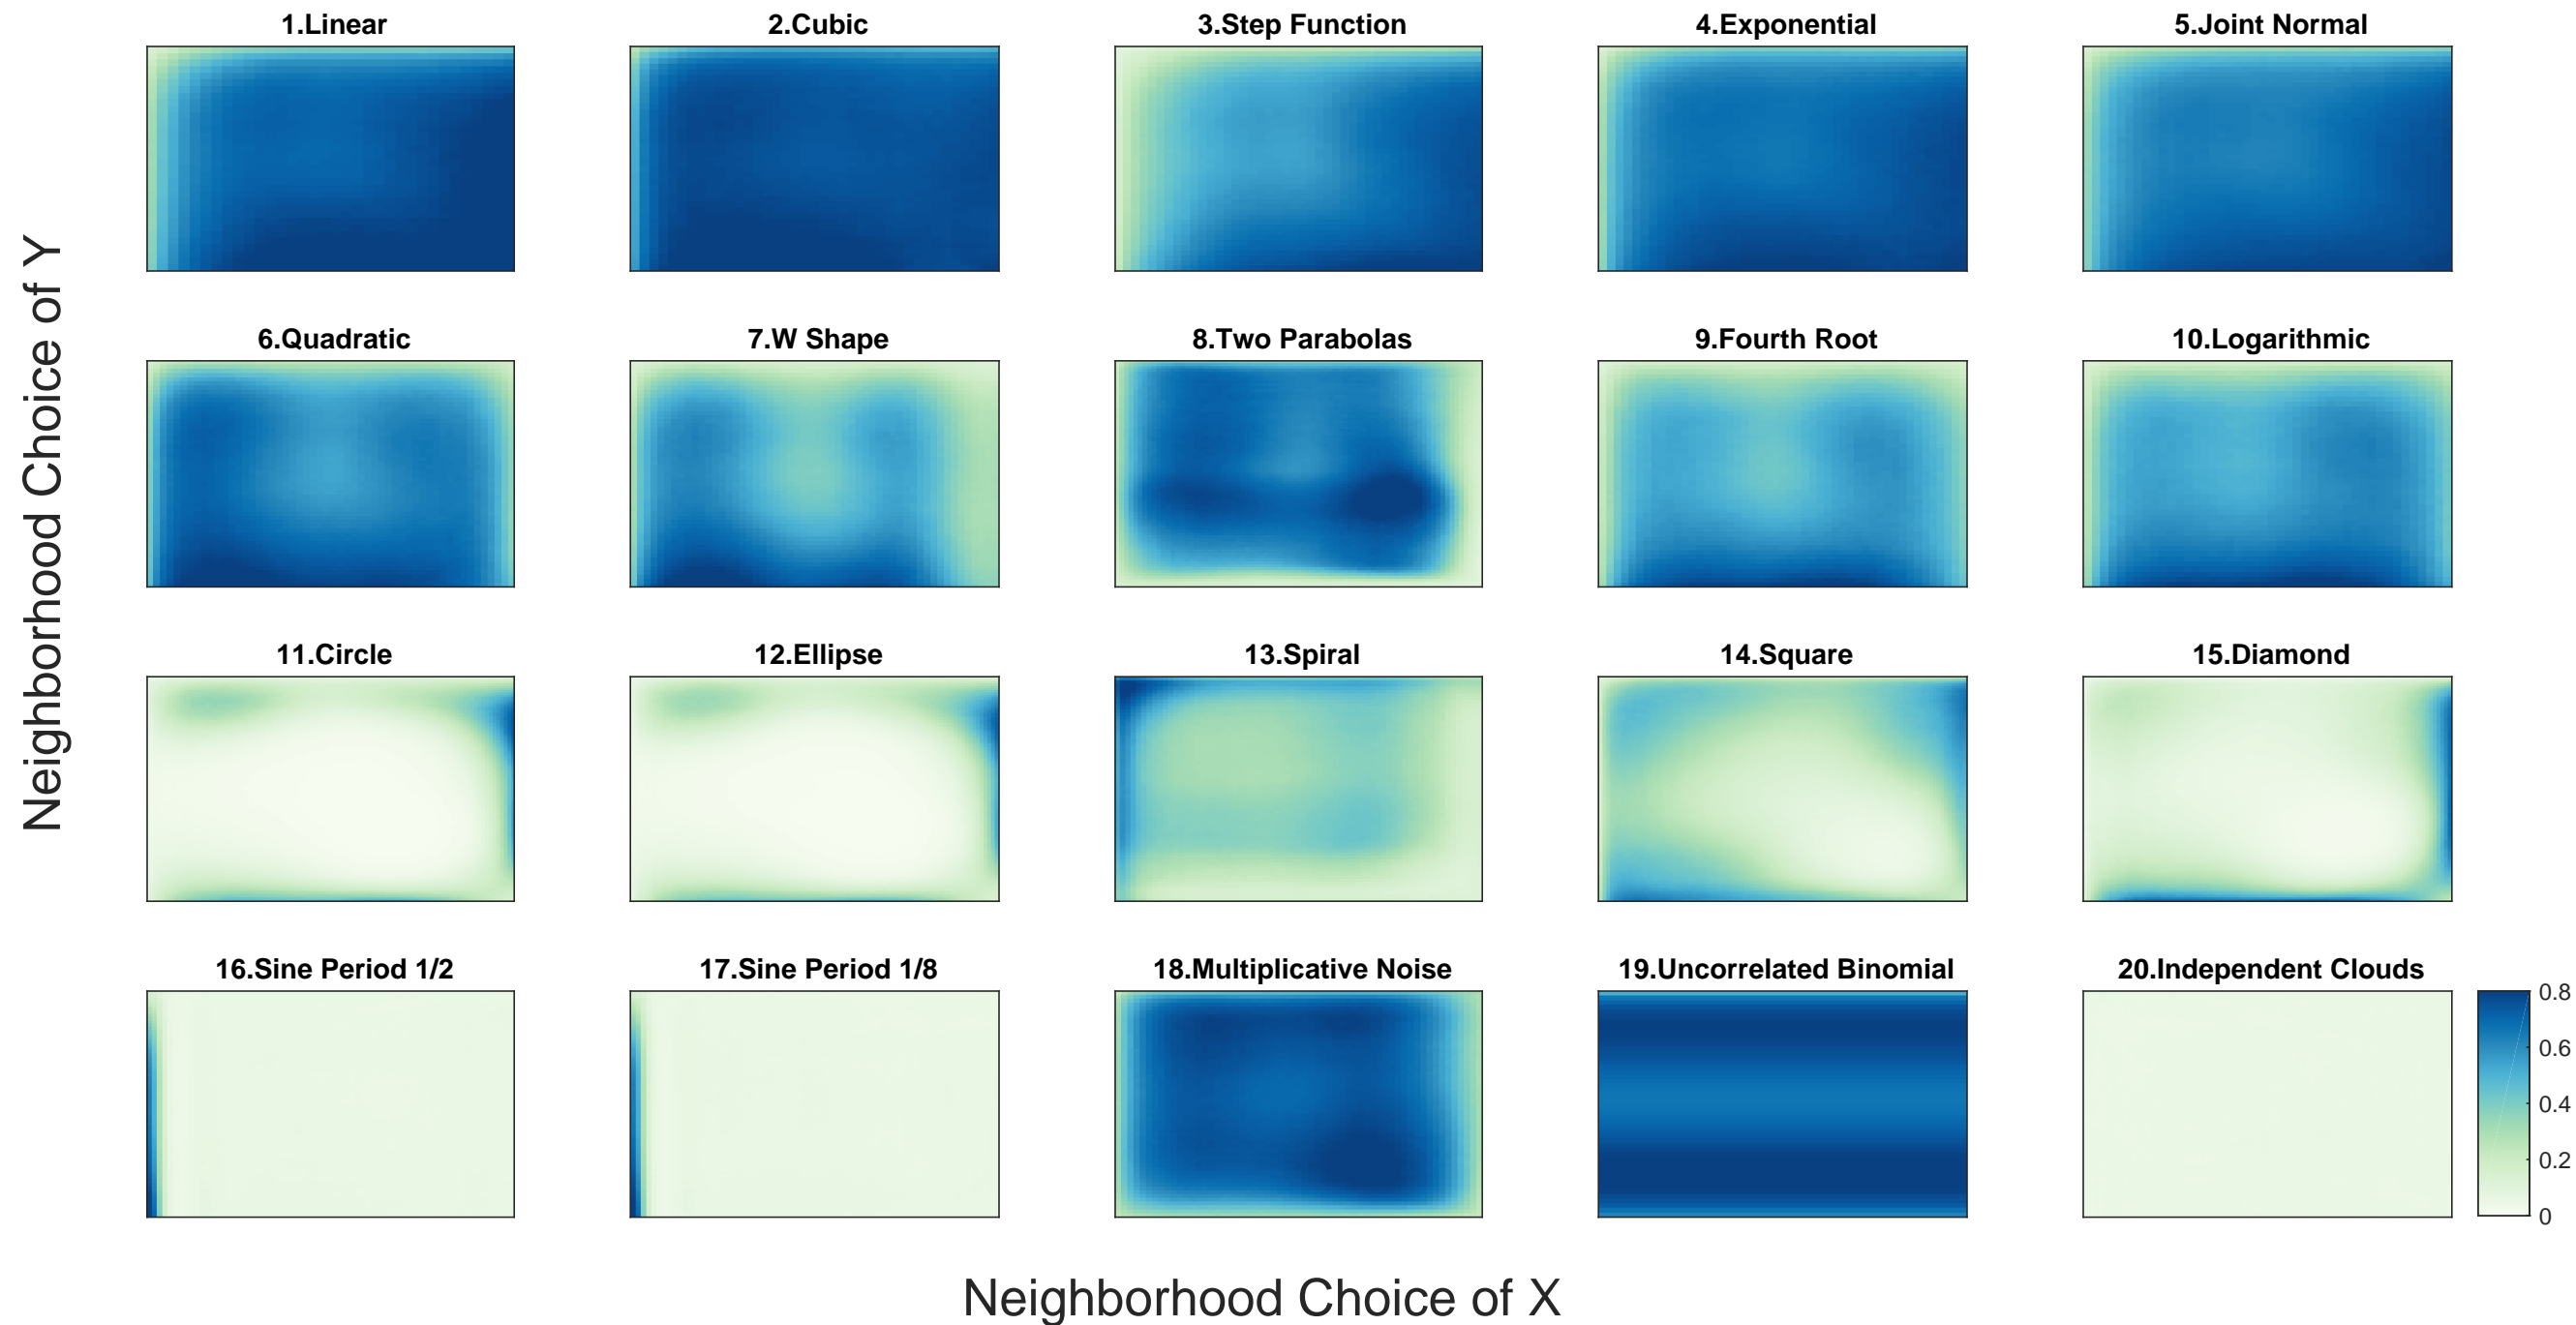 1.Linear
2.Cubic
3.Step Function
4.Exponential
5.Joint Normal
6.Quadratic
7.W Shape
8.Two Parabolas
9.Fourth Root
10.Logarithmic
11.Circle
12.Ellipse
13.Spiral
14.Square
15.Diamond
16.Sine Period 1/2
17.Sine Period 1/8
18.Multiplicative Noise
19.Uncorrelated Binomial
20.Independent Clouds
0.8
0.6
0.4
0.2
0
Neighborhood Choice of Y
Neighborhood Choice of X